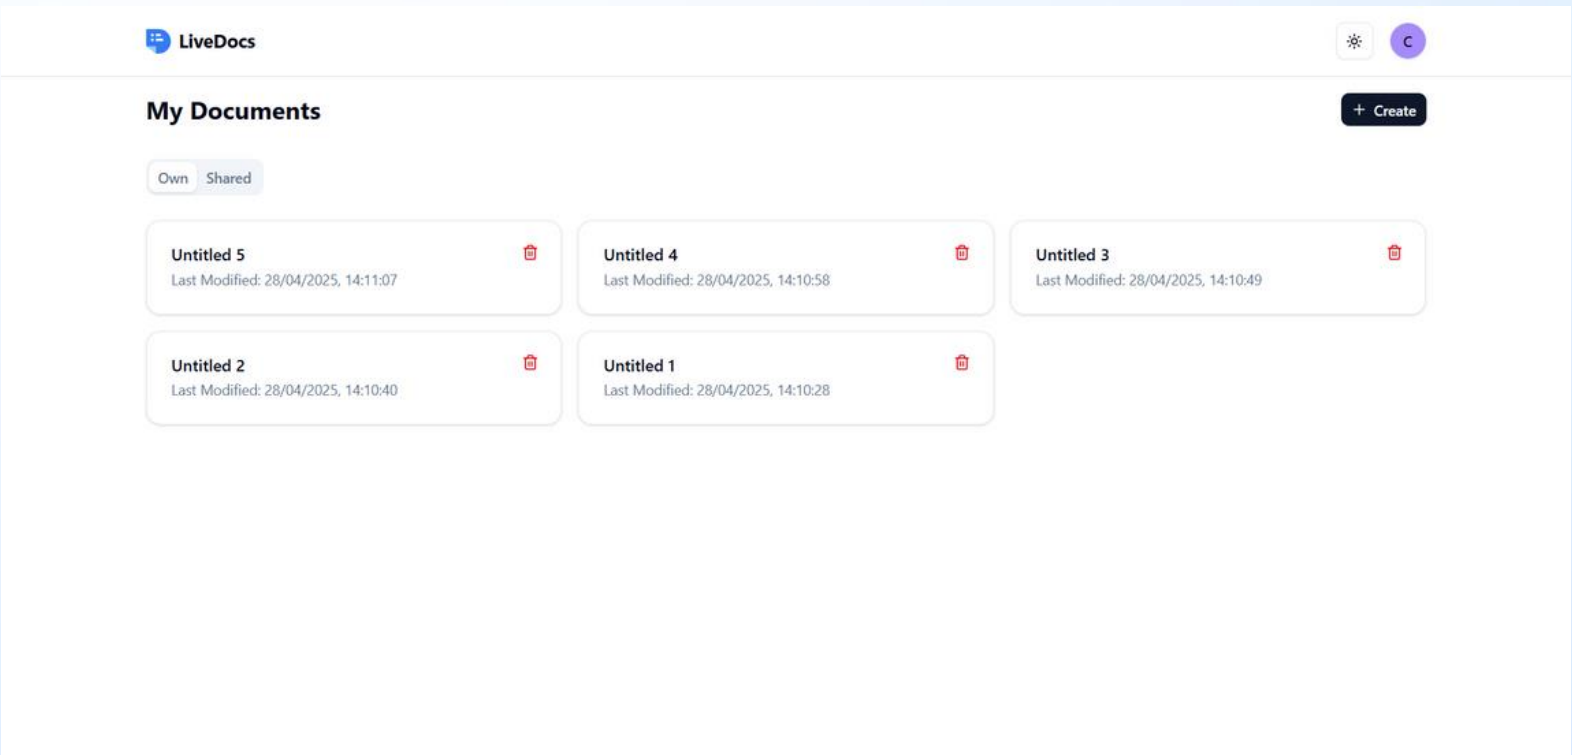 LiveDocs
C
My Documents
+ Create
Own Shared
Untitled 5
Last Modified: 28/04/2025, 14:11:07
Untitled 4
Last Modified: 28/04/2025, 14:10:58
Untitled 3
Last Modified: 28/04/2025, 14:10:49
Untitled 2
Last Modified: 28/04/2025, 14:10:40
Untitled 1
Last Modified: 28/04/2025, 14:10:28